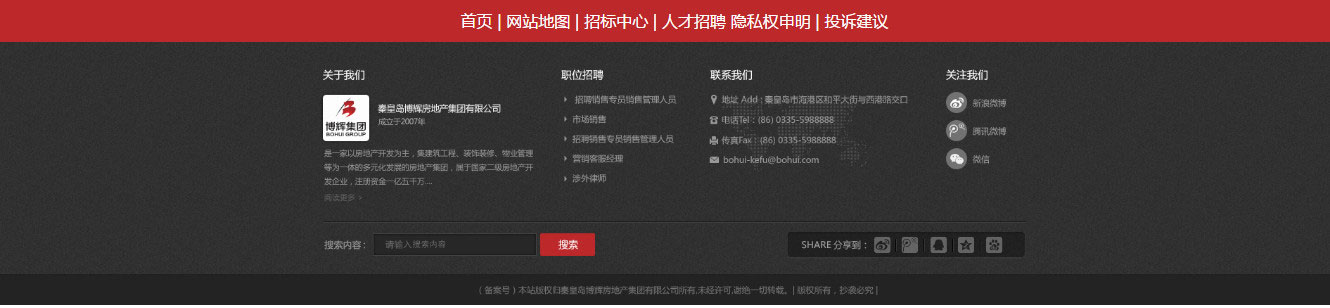 首页 | 网站地图 | 招标中心 | 人才招聘 隐私权申明 | 投诉建议
关于我们
博辉集团
BOHUI GROUP
秦皇岛博辉房地产集团有限公司
成立于2007年
是一家以房地产开发为主，集建筑工程、装饰装修、物业管理
等为一体的多元化发展的房地产集团，属于国家二级房地产开
发企业，注册资金一亿五千万 ...
阅读更多 >
职位招聘
招聘销售专员销售管理人员
市场销售
招聘销售专员销售管理人员
营销客服经理
涉外律师
联系我们
地址 Add : 秦皇岛市海港区和平大街与西港路交口
电话Tel : (86) 0335-5988888
传真Fax : (86) 0335-5988888
bohui-kefu@bohui.com
关注我们
新浪微博
腾讯微博
微信
搜索内容 :
请输入搜索内容
搜索
SHARE 分享到 :
( 备案号 ) 本站版权归秦皇岛博辉房地产集团有限公司所有,未经许可,谢绝一切转载。| 版权所有，抄袭必究 |